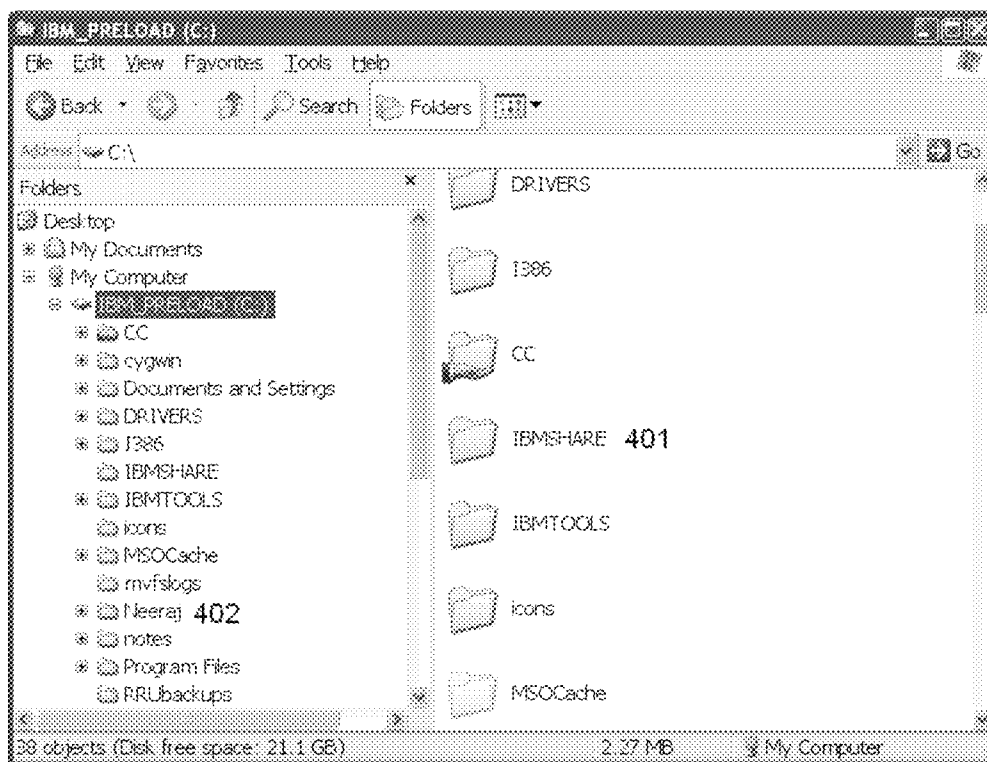 IBM_PRELOAD (C:)
File Edit View Favorites Tools Help
Back Search Folders
Address C:\ Go
Folders
Desktop
My Documents
My Computer
IBM_PRELOAD (C:)
CC
cygwin
Documents and Settings
DRIVERS
I386
IBMSHARE
IBMTOOLS
icons
MSOCache
mvfslogs
Neeraj 402
notes
Program Files
RRUbackups
DRIVERS
I386
CC
IBMSHARE 401
IBMTOOLS
icons
MSOCache
38 objects (Disk free space: 21.1 GB) 2.27 MB My Computer